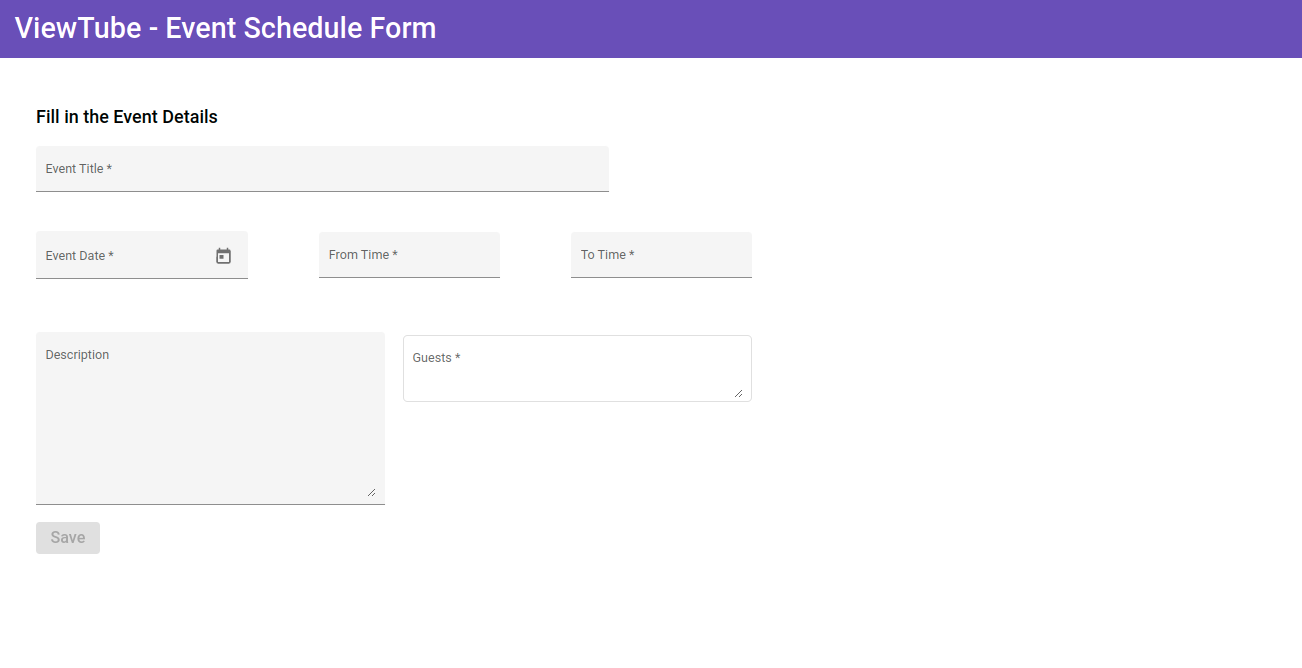 ViewTube - Event Schedule Form
Fill in the Event Details
Event Title *
Event Date *
From Time *
To Time *
Description
Guests *
Save